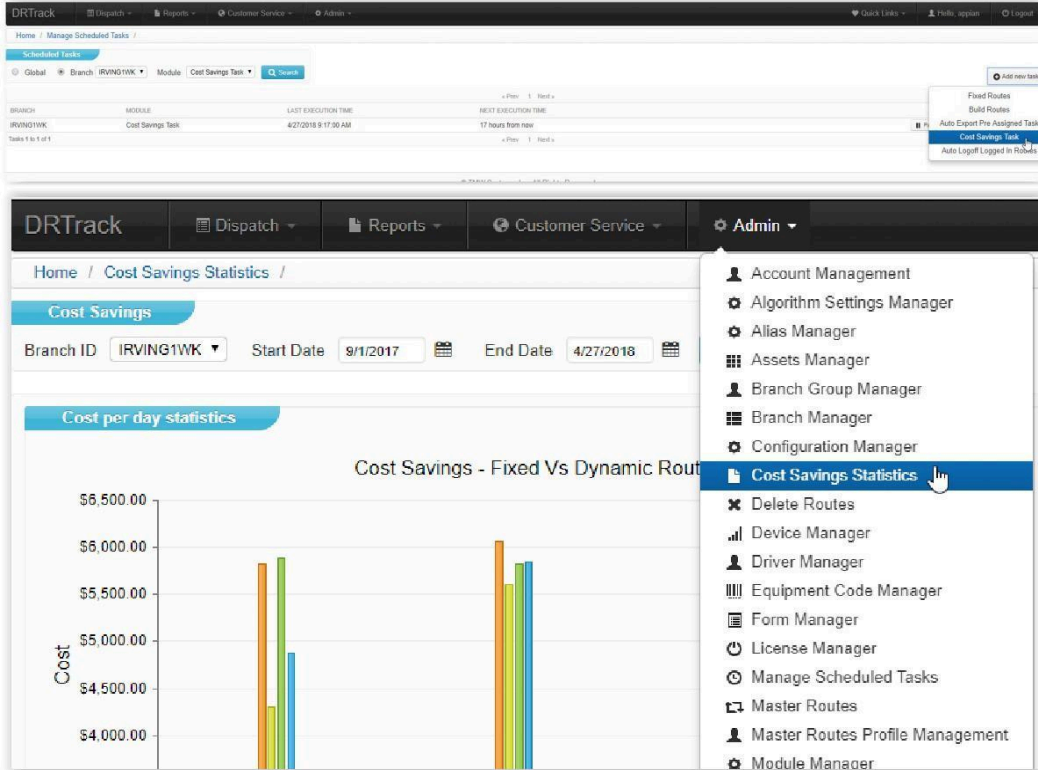 DRTrack Dispatch Reports Customer Service Admin Quick Links Hello, appian Logout
Home / Manage Scheduled Tasks /
Scheduled Tasks
Global Branch IRVING1WK Module Cost Savings Task Search
Add new task
« Prev 1 Next »
Fixed Routes
BRANCH MODULE LAST EXECUTION TIME NEXT EXECUTION TIME
Build Routes
IRVING1WK Cost Savings Task 4/27/2018 9:17:00 AM 17 hours from now
Auto Export Pre Assigned Task
Tasks 1 to 1 of 1 « Prev 1 Next »
Cost Savings Task
Auto Logoff Logged In Routes
DRTrack Dispatch Reports Customer Service Admin
Home / Cost Savings Statistics /
Cost Savings
Branch ID IRVING1WK Start Date 9/1/2017 End Date 4/27/2018
Cost per day statistics
Cost Savings - Fixed Vs Dynamic Rout
$6,500.00
$6,000.00
$5,500.00
$5,000.00
$4,500.00
$4,000.00
Cost
Account Management
Algorithm Settings Manager
Alias Manager
Assets Manager
Branch Group Manager
Branch Manager
Configuration Manager
Cost Savings Statistics
Delete Routes
Device Manager
Driver Manager
Equipment Code Manager
Form Manager
License Manager
Manage Scheduled Tasks
Master Routes
Master Routes Profile Management
Module Manager